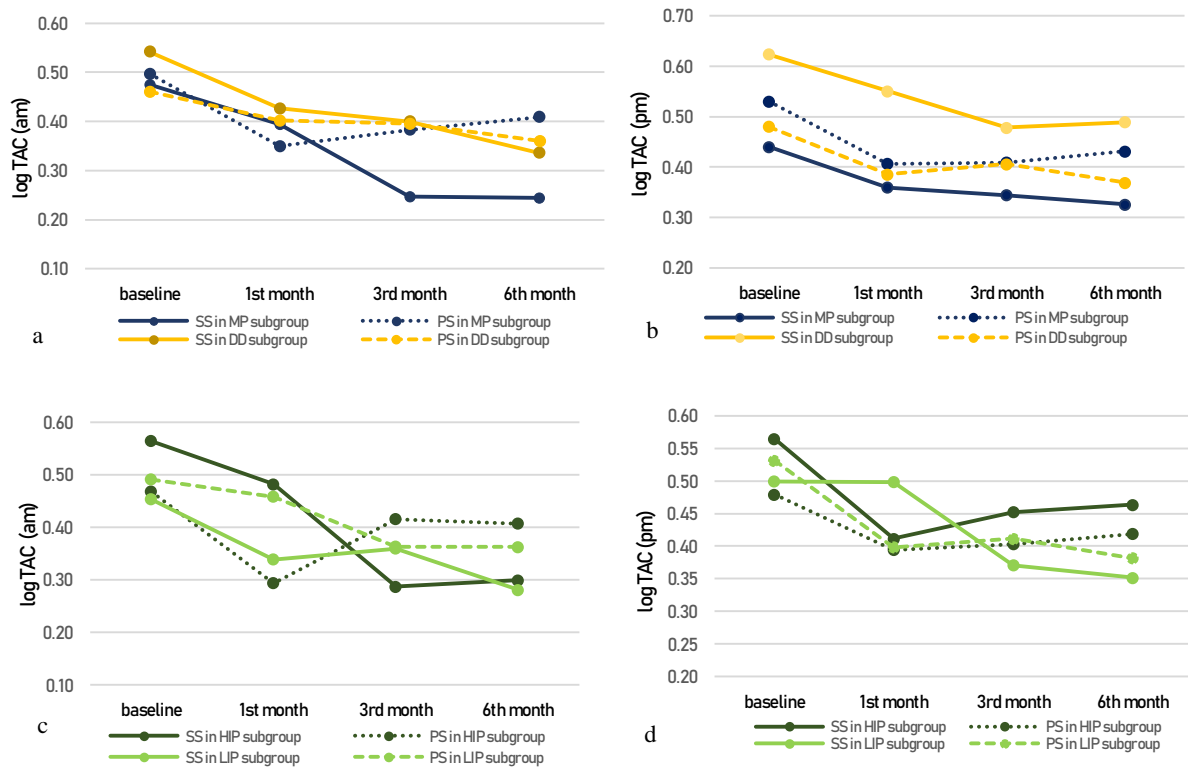 0.60
0.50
0.40
0.30
0.20
0.10
log TAC (am)
baseline 1st month 3rd month 6th month
SS in MP subgroup PS in MP subgroup
SS in DD subgroup PS in DD subgroup
a
0.70
0.60
0.50
0.40
0.30
0.20
log TAC (pm)
baseline 1st month 3rd month 6th month
SS in MP subgroup PS in MP subgroup
SS in DD subgroup PS in DD subgroup
b
0.60
0.50
0.40
0.30
0.20
0.10
log TAC (am)
baseline 1st month 3rd month 6th month
SS in HIP subgroup PS in HIP subgroup
SS in LIP subgroup PS in LIP subgroup
c
0.60
0.55
0.50
0.45
0.40
0.35
0.30
0.25
0.20
log TAC (pm)
baseline 1st month 3rd month 6th month
SS in HIP subgroup PS in HIP subgroup
SS in LIP subgroup PS in LIP subgroup
d